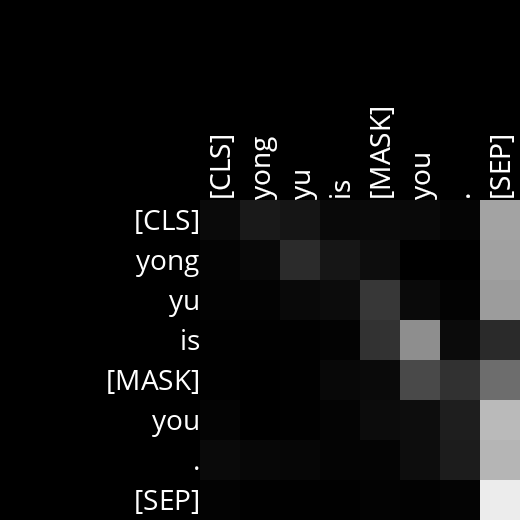 [CLS] yong yu is [MASK] you . [SEP]
[CLS]
yong
yu
is
[MASK]
you
.
[SEP]